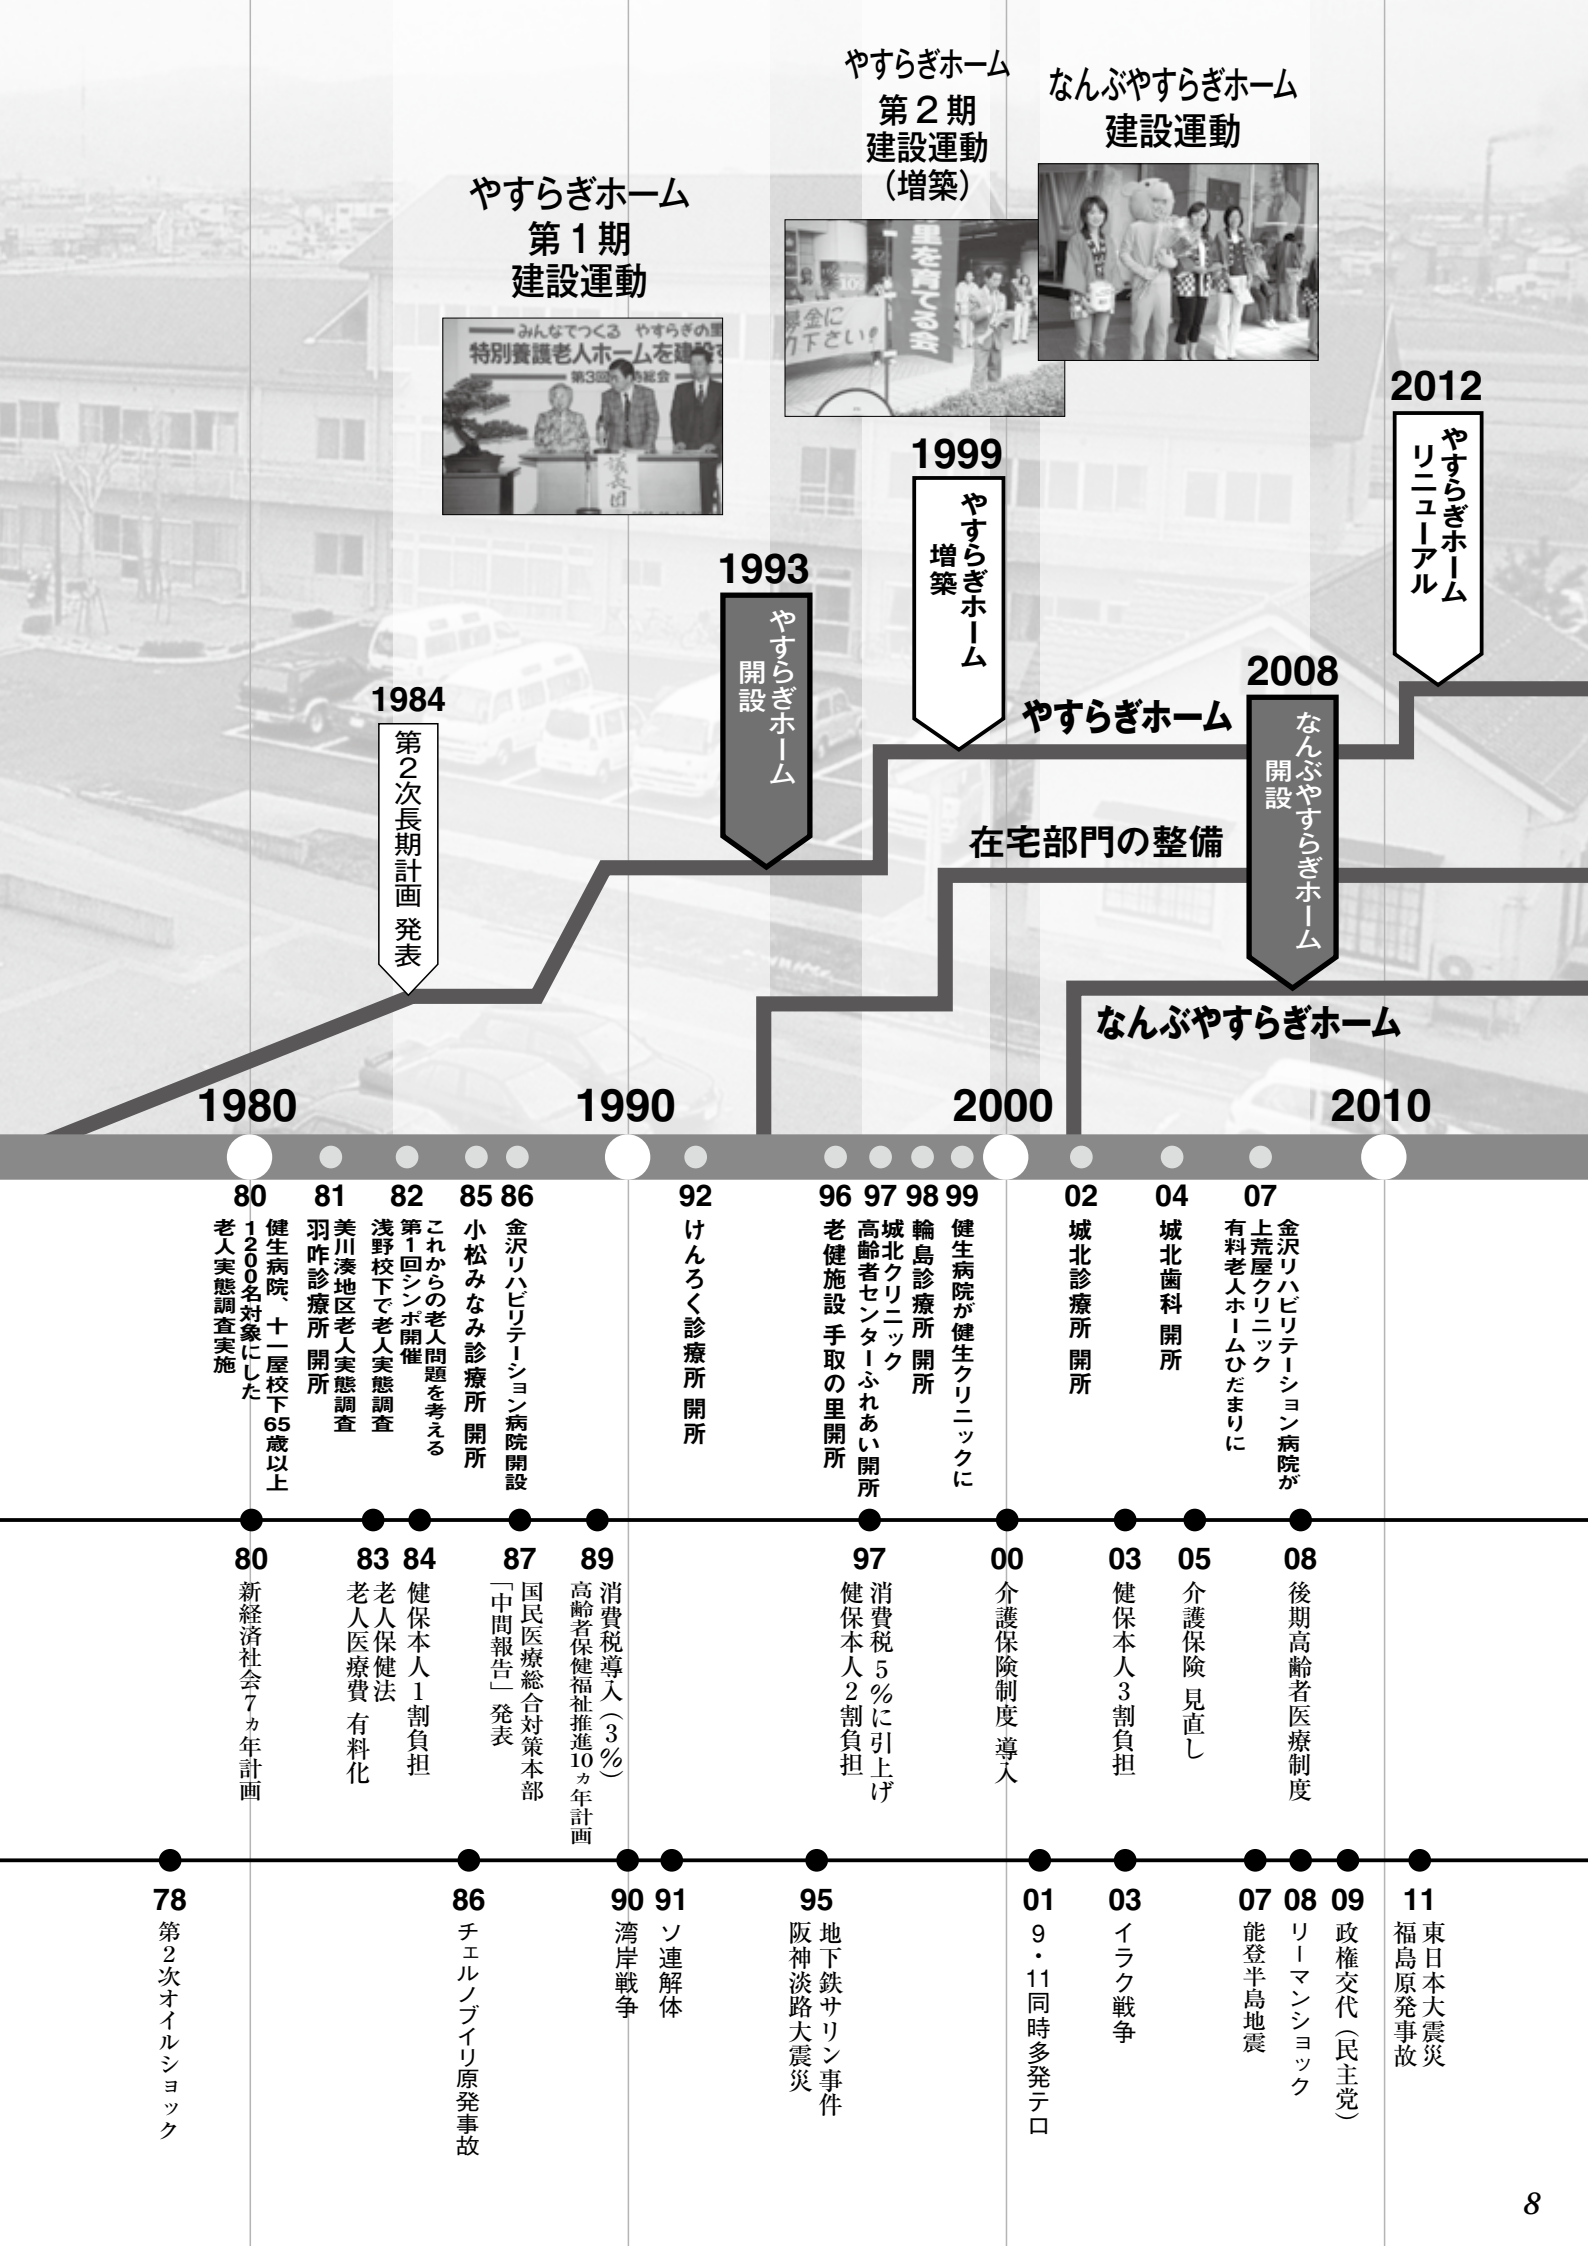 やすらぎホーム
第1期
建設運動
やすらぎホーム
第2期
建設運動
（増築）
なんぶやすらぎホーム
建設運動
みんなでつくる やすらぎの里
特別養護老人ホームを建設す
第3回
総会
議長団
里を育てる会
募金に
力下さい!
1984
第2次長期計画 発表
1993
やすらぎホーム
開設
1999
やすらぎホーム
増築
2008
なんぶやすらぎホーム
開設
2012
やすらぎホーム
リニューアル
やすらぎホーム
在宅部門の整備
なんぶやすらぎホーム
1980
1990
2000
2010
80
健生病院、十一屋校下65歳以上
1200名対象にした
老人実態調査実施
81
美川湊地区老人実態調査
羽咋診療所 開所
82
これからの老人問題を考える
第1回シンポ開催
浅野校下で老人実態調査
85
小松みなみ診療所 開所
86
金沢リハビリテーション病院開設
92
けんろく診療所 開所
96
老健施設 手取の里開所
97
城北クリニック
高齢者センターふれあい開所
98
輪島診療所 開所
99
健生病院が健生クリニックに
02
城北診療所 開所
04
城北歯科 開所
07
金沢リハビリテーション病院が
上荒屋クリニック
有料老人ホームひだまりに
80
新経済社会7ヵ年計画
83
老人保健法
老人医療費 有料化
84
健保本人1割負担
87
国民医療総合対策本部
「中間報告」発表
89
消費税導入（3％）
高齢者保健福祉推進10ヵ年計画
97
消費税5％に引上げ
健保本人2割負担
00
介護保険制度 導入
03
健保本人3割負担
05
介護保険 見直し
08
後期高齢者医療制度
78
第2次オイルショック
86
チェルノブイリ原発事故
90
湾岸戦争
91
ソ連解体
95
地下鉄サリン事件
阪神淡路大震災
01
9・11同時多発テロ
03
イラク戦争
07
能登半島地震
08
リーマンショック
09
政権交代（民主党）
11
東日本大震災
福島原発事故
8